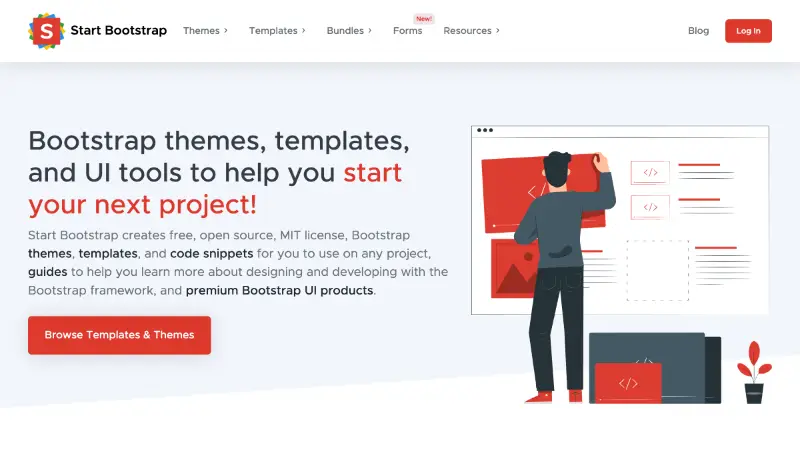 S Start Bootstrap Themes Templates Bundles Forms New! Resources Blog Log In
Bootstrap themes, templates,
and UI tools to help you start
your next project!
Start Bootstrap creates free, open source, MIT license, Bootstrap
themes, templates, and code snippets for you to use on any project,
guides to help you learn more about designing and developing with the
Bootstrap framework, and premium Bootstrap UI products.
Browse Templates & Themes